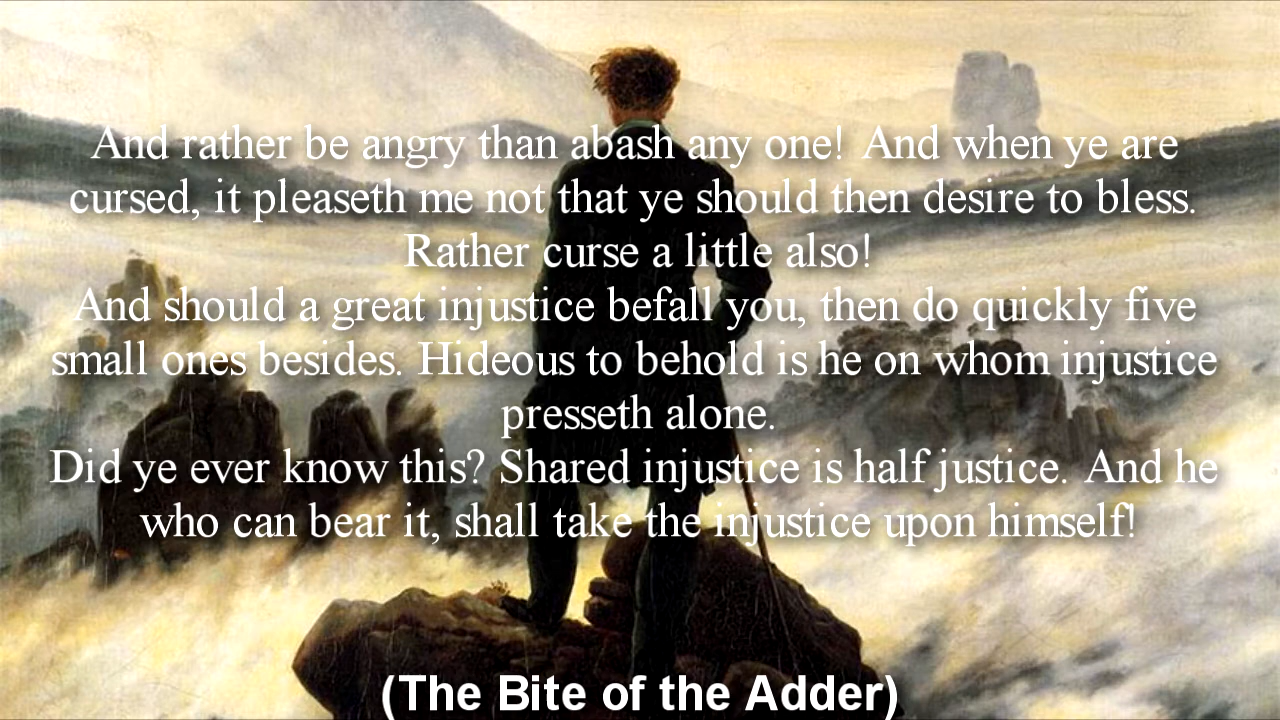 And rather be angry than abash any one! And when ye are
cursed, it pleaseth me not that ye should then desire to bless.
Rather curse a little also!
And should a great injustice befall you, then do quickly five
small ones besides. Hideous to behold is he on whom injustice
presseth alone.
Did ye ever know this? Shared injustice is half justice. And he
who can bear it, shall take the injustice upon himself!
(The Bite of the Adder)